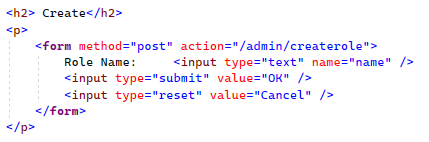 <h2> Create</h2>
<p>
    <form method="post" action="/admin/createrole">
        Role Name:     <input type="text" name="name" />
        <input type="submit" value="OK" />
        <input type="reset" value="Cancel" />
    </form>
</p>